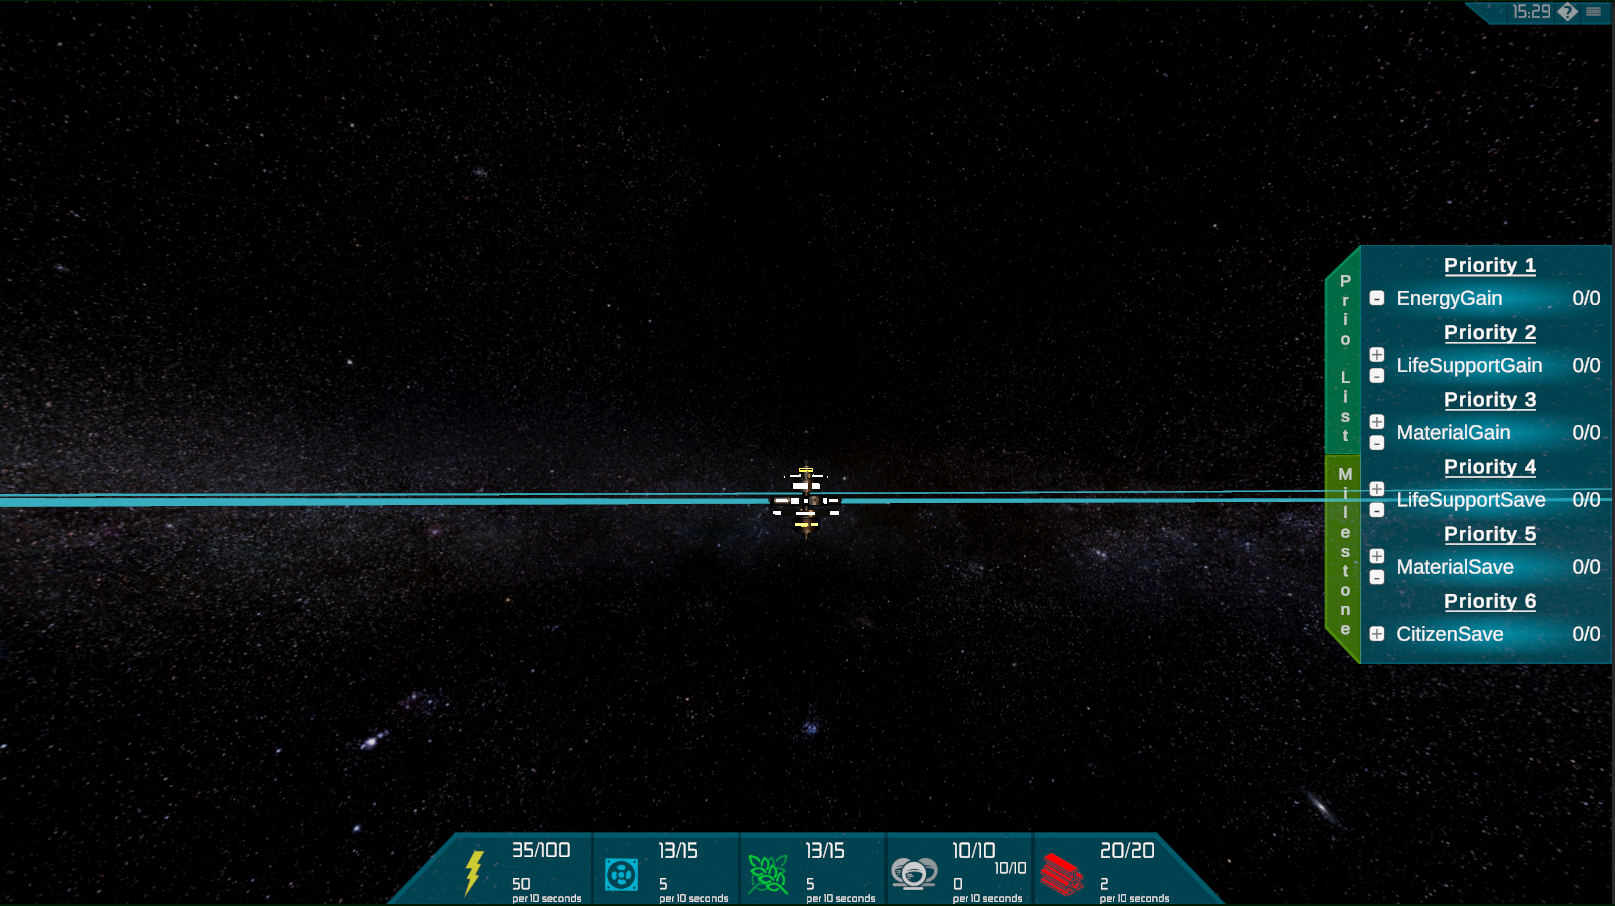 15:29 ?
Prio List
Milestone
Priority 1
- EnergyGain 0/0
Priority 2
+ - LifeSupportGain 0/0
Priority 3
+ - MaterialGain 0/0
Priority 4
+ - LifeSupportSave 0/0
Priority 5
+ - MaterialSave 0/0
Priority 6
+ CitizenSave 0/0
35/100
50
per 10 seconds
13/15
5
per 10 seconds
13/15
5
per 10 seconds
10/10
10/10
0
per 10 seconds
20/20
2
per 10 seconds